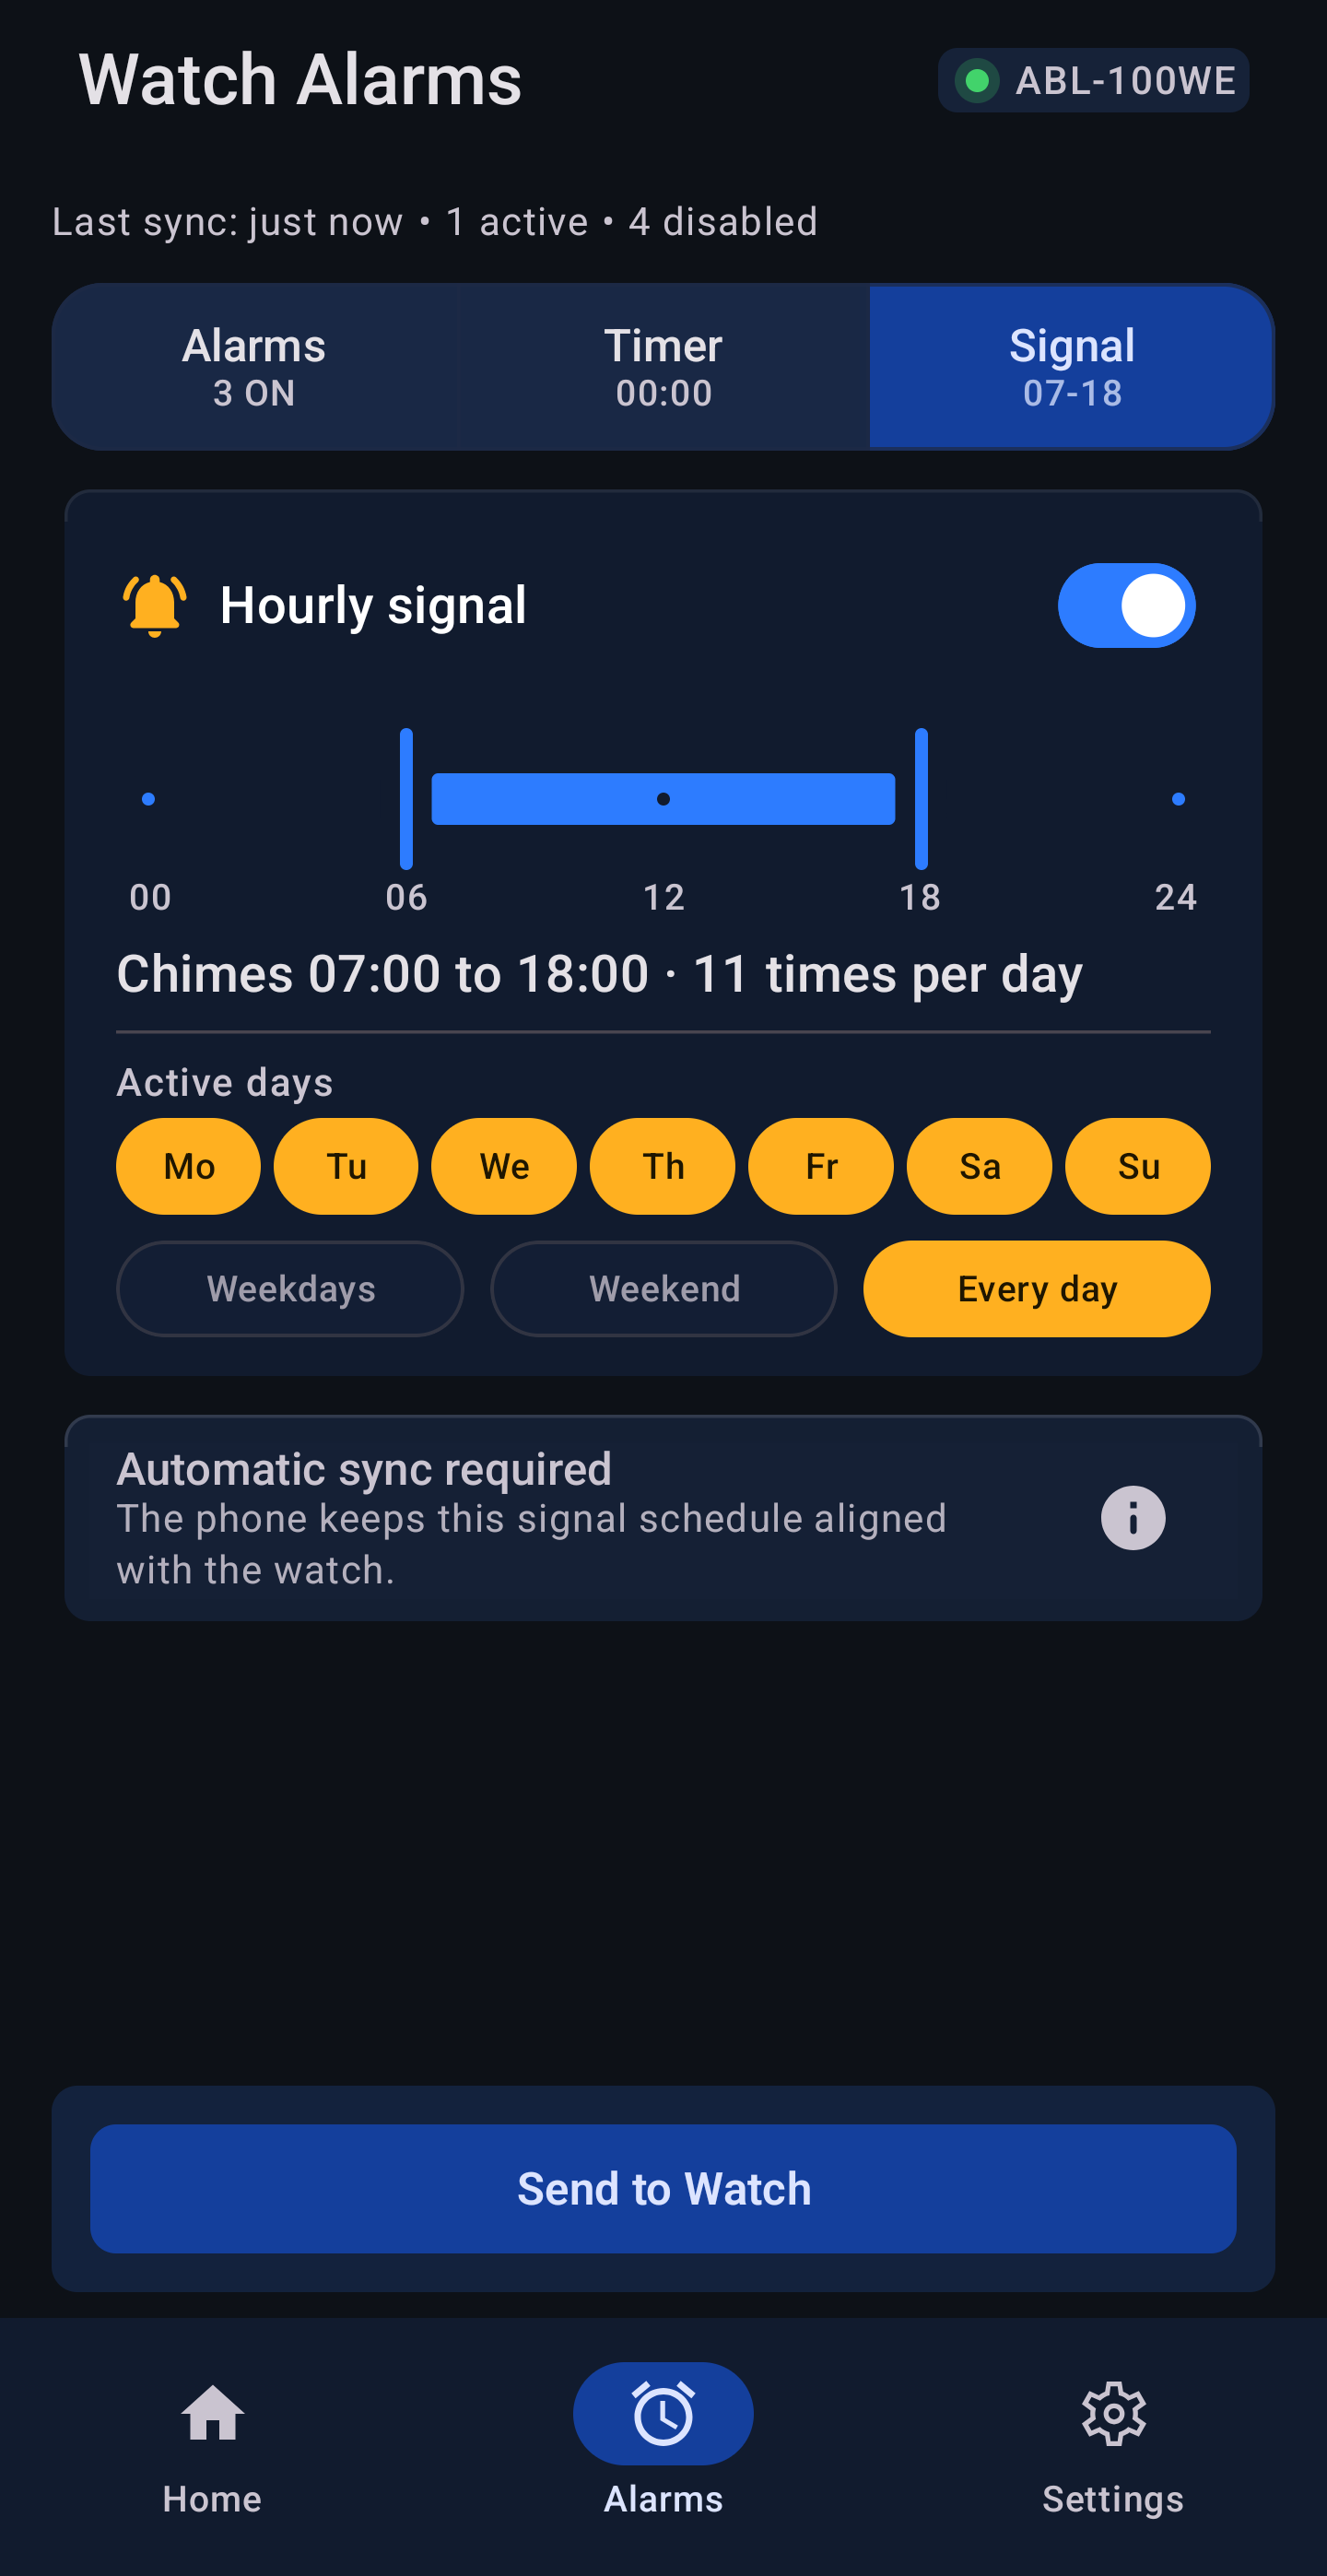 Watch Alarms
ABL-100WE
Last sync: just now • 1 active • 4 disabled
Alarms
3 ON
Timer
00:00
Signal
07-18
Hourly signal
00 06 12 18 24
Chimes 07:00 to 18:00 · 11 times per day
Active days
Mo Tu We Th Fr Sa Su
Weekdays Weekend Every day
Automatic sync required
The phone keeps this signal schedule aligned
with the watch.
Send to Watch
Home Alarms Settings